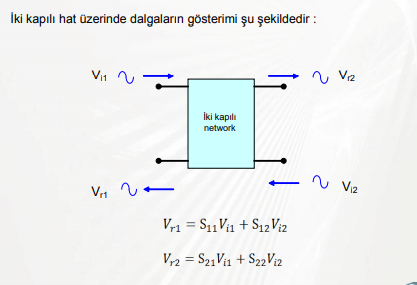 İki kapılı hat üzerinde dalgaların gösterimi şu şekildedir :
Vi1
Vr2
İki kapılı
network
Vr1
Vi2
Vr1 = S11Vi1 + S12Vi2
Vr2 = S21Vi1 + S22Vi2